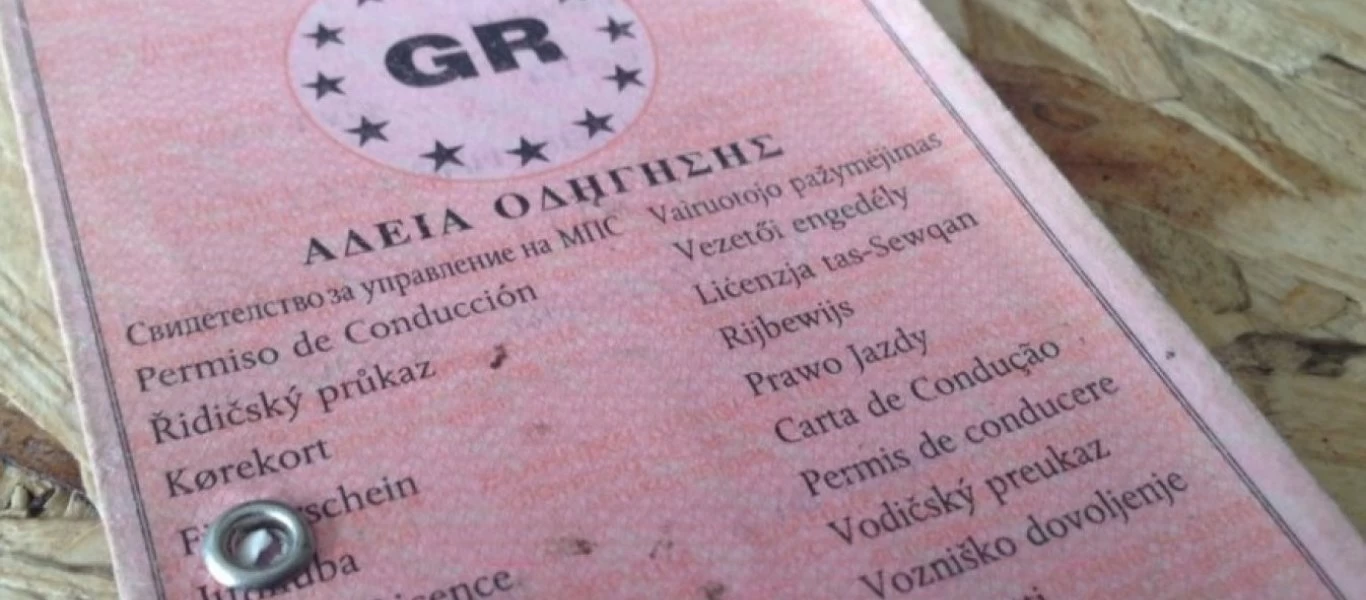 GR
ΑΔΕΙΑ ΟΔΗΓΗΣΗΣ
Свидетелство за управление на МПС
Permiso de Conducción
Řidičský průkaz
Kørekort
Vairuotojo pažymėjimas
Vezetői engedély
Liċenzja tas-Sewqan
Rijbewijs
Prawo Jazdy
Carta de Condução
Permis de conducere
Vodičský preukaz
Vozniško dovoljenje